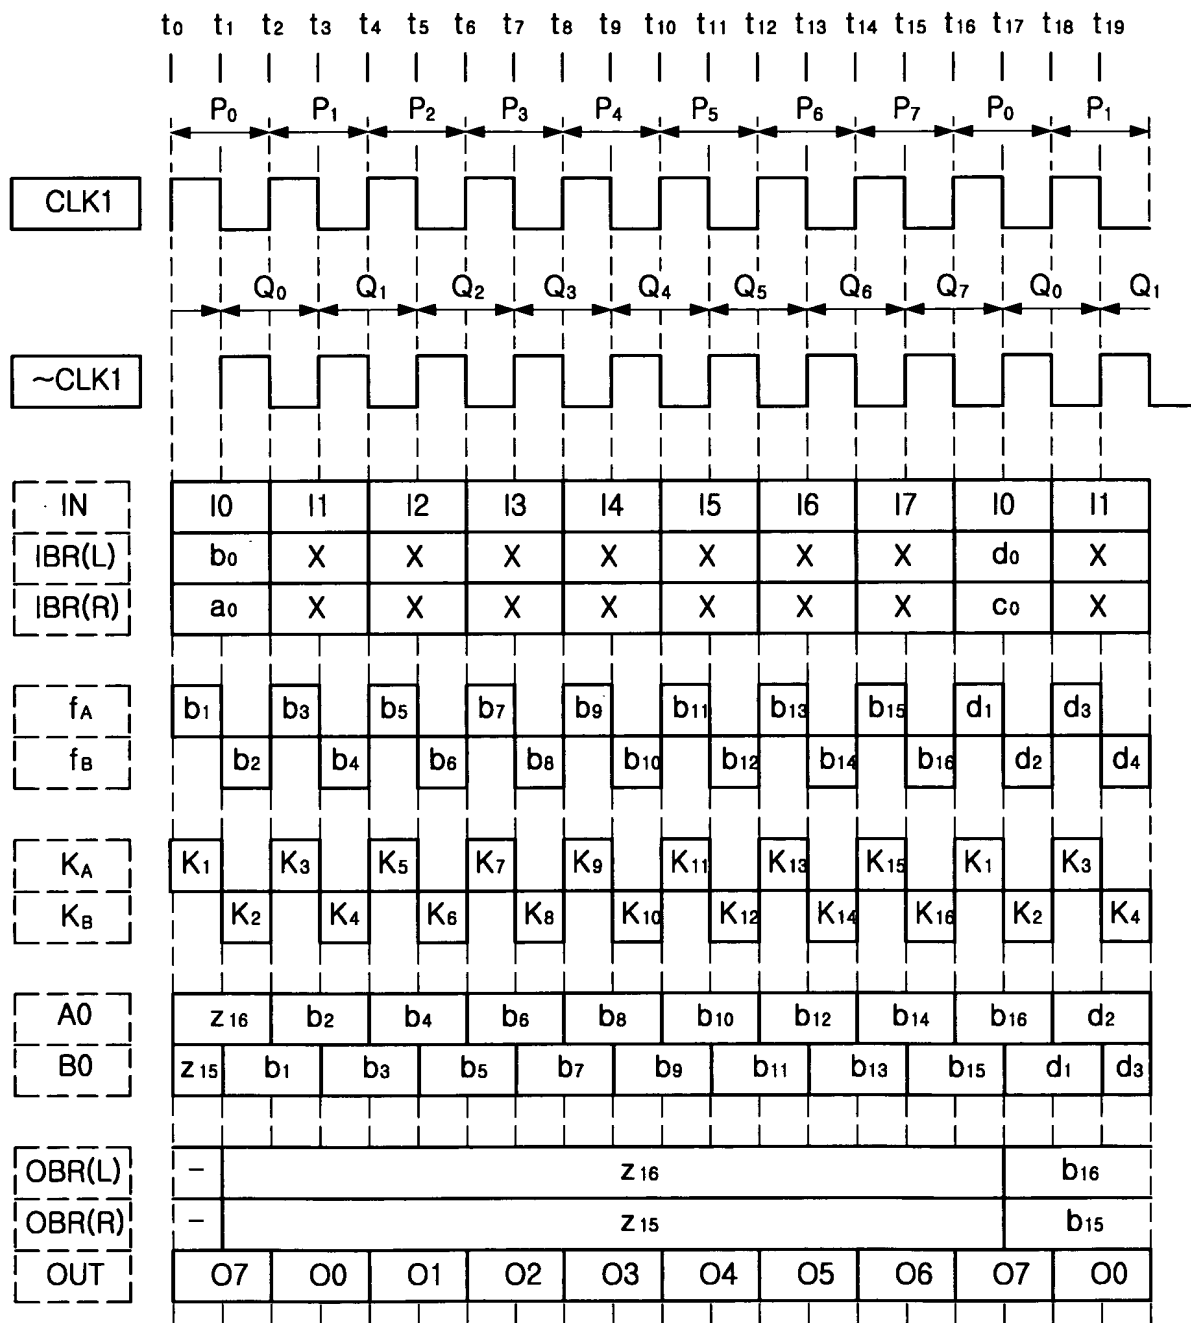 t0 t1 t2 t3 t4 t5 t6 t7 t8 t9 t10 t11 t12 t13 t14 t15 t16 t17 t18 t19
P0 P1 P2 P3 P4 P5 P6 P7 P0 P1
CLK1
Q0 Q1 Q2 Q3 Q4 Q5 Q6 Q7 Q0 Q1
~CLK1
IN I0 I1 I2 I3 I4 I5 I6 I7 I0 I1
IBR(L) b0 X X X X X X X d0 X
IBR(R) a0 X X X X X X X c0 X
fA b1 b3 b5 b7 b9 b11 b13 b15 d1 d3
fB b2 b4 b6 b8 b10 b12 b14 b16 d2 d4
KA K1 K3 K5 K7 K9 K11 K13 K15 K1 K3
KB K2 K4 K6 K8 K10 K12 K14 K16 K2 K4
A0 z16 b2 b4 b6 b8 b10 b12 b14 b16 d2
B0 z15 b1 b3 b5 b7 b9 b11 b13 b15 d1 d3
OBR(L) – z16 b16
OBR(R) – z15 b15
OUT O7 O0 O1 O2 O3 O4 O5 O6 O7 O0